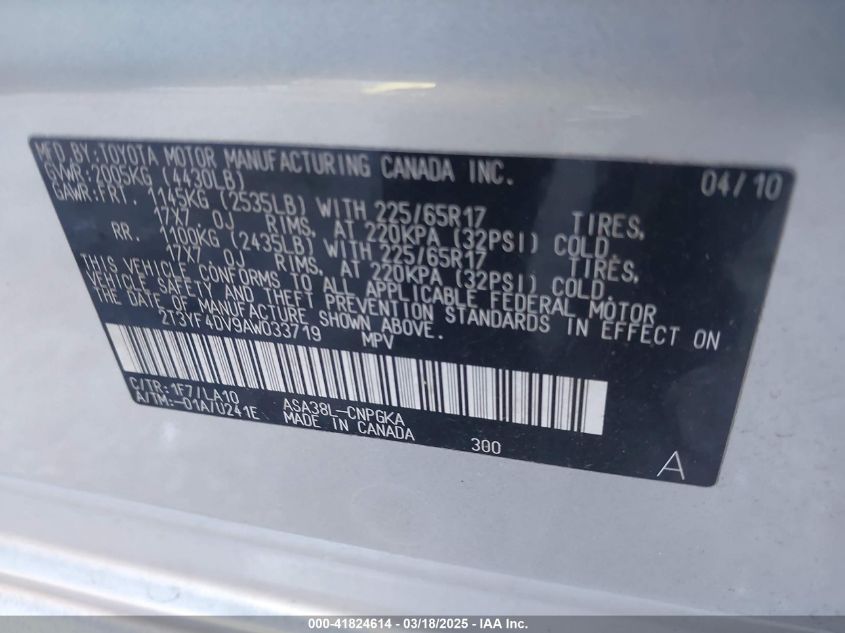 MFD.BY:TOYOTA MOTOR MANUFACTURING CANADA INC. 04/10
GVWR:2005KG (4430LB)
GAWR:FRT. 1145KG (2535LB) WITH 225/65R17 TIRES,
17X7 0J RIMS, AT 220KPA (32PSI) COLD.
RR. 1100KG (2435LB) WITH 225/65R17 TIRES,
17X7 0J RIMS, AT 220KPA (32PSI) COLD.
THIS VEHICLE CONFORMS TO ALL APPLICABLE FEDERAL MOTOR
VEHICLE SAFETY AND THEFT PREVENTION STANDARDS IN EFFECT ON
THE DATE OF MANUFACTURE SHOWN ABOVE.
2T3YF4DV9AW033719 MPV
C/TR:1F7/LA10 ASA38L-CNPGKA
A/TM:-01A/U241E MADE IN CANADA
300 A
000-41824614 - 03/18/2025 - IAA Inc.